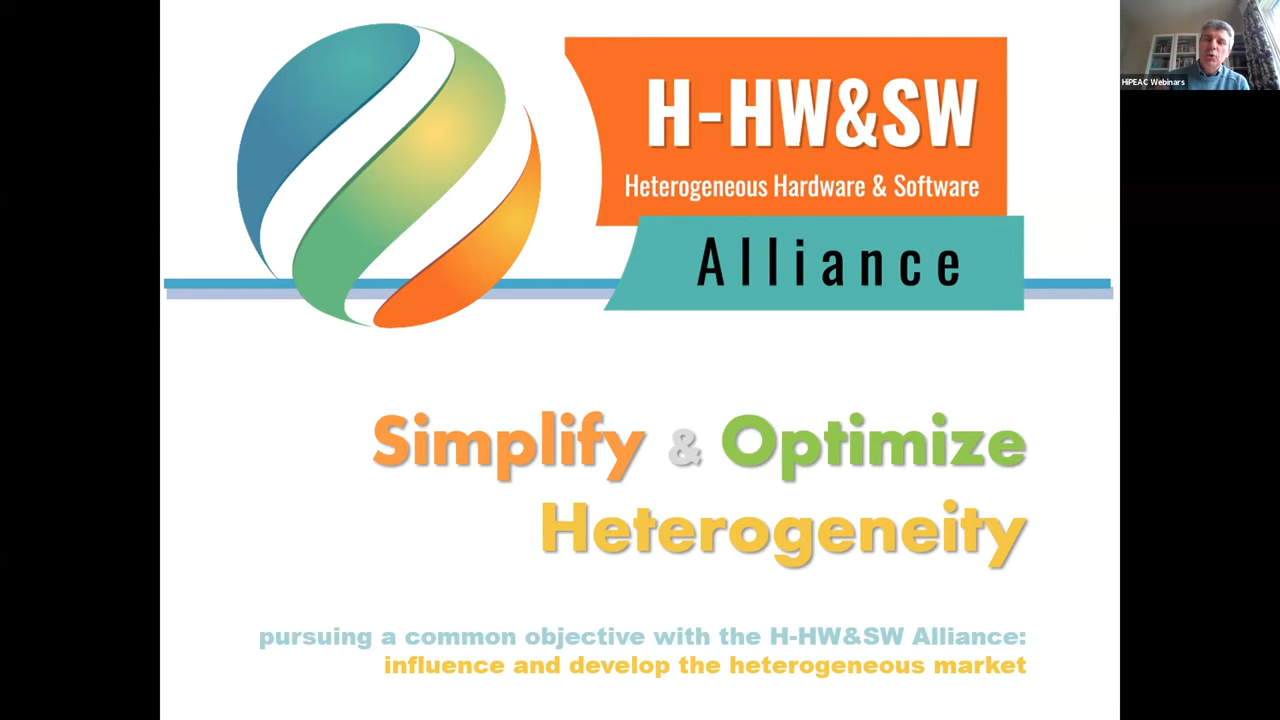 H-HW&SW
Heterogeneous Hardware & Software
Alliance
HiPEAC Webinars
Simplify & Optimize
Heterogeneity
pursuing a common objective with the H-HW&SW Alliance:
influence and develop the heterogeneous market